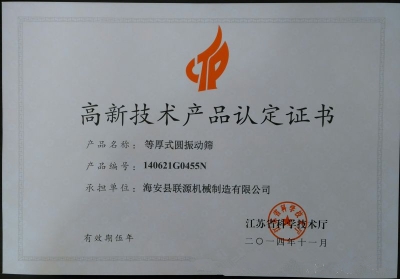 高新技术产品认定证书
产品名称：等厚式圆振动筛
产品编号：140621G0455N
承担单位：海安县联源机械制造有限公司
江苏省科学技术厅
有效期伍年
二〇一四年十一月